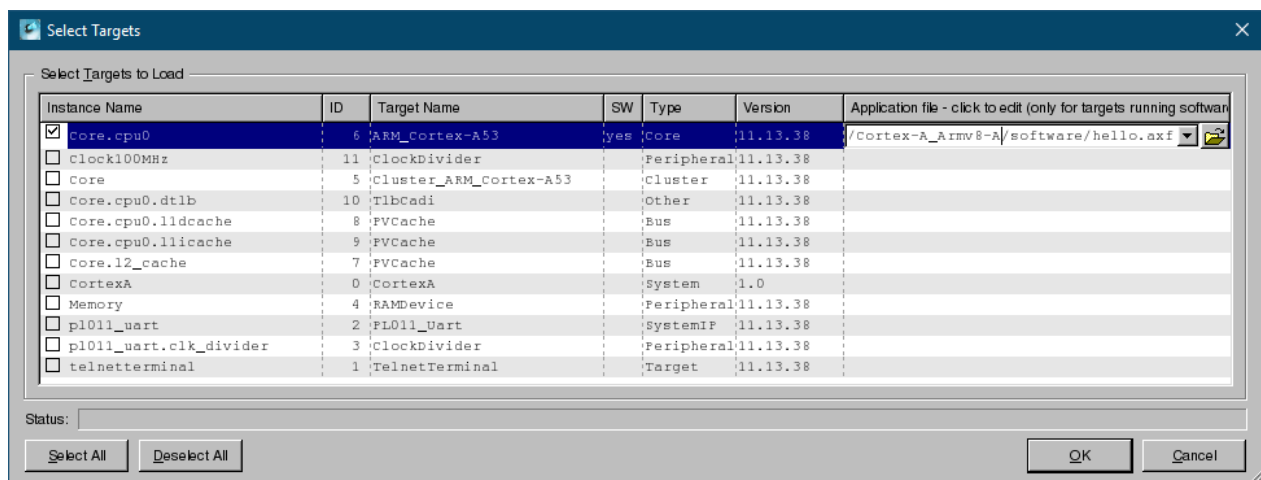 Select Targets
Select Targets to Load
Instance Name ID Target Name SW Type Version Application file - click to edit (only for targets running softwar
Core.cpu0 6 ARM_Cortex-A53 yes Core 11.13.38 /Cortex-A_Armv8-A/software/hello.axf
Clock100MHz 11 ClockDivider Peripheral 11.13.38
Core 5 Cluster_ARM_Cortex-A53 Cluster 11.13.38
Core.cpu0.dtlb 10 TlbCadi Other 11.13.38
Core.cpu0.l1dcache 8 PVCache Bus 11.13.38
Core.cpu0.l1icache 9 PVCache Bus 11.13.38
Core.l2_cache 7 PVCache Bus 11.13.38
CortexA 0 CortexA System 1.0
Memory 4 RAMDevice Peripheral 11.13.38
pl011_uart 2 PL011_Uart SystemIP 11.13.38
pl011_uart.clk_divider 3 ClockDivider Peripheral 11.13.38
telnetterminal 1 TelnetTerminal Target 11.13.38
Status:
Select All Deselect All OK Cancel